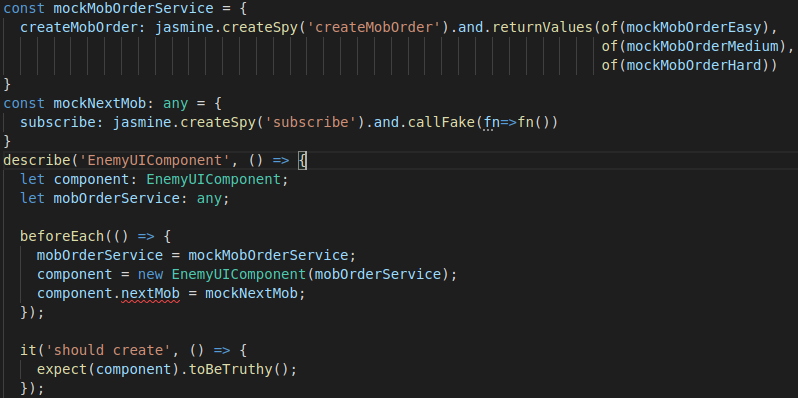 const mockMobOrderService = {
  createMobOrder: jasmine.createSpy('createMobOrder').and.returnValues(of(mockMobOrderEasy),
                                                                       of(mockMobOrderMedium),
                                                                       of(mockMobOrderHard))
}
const mockNextMob: any = {
  subscribe: jasmine.createSpy('subscribe').and.callFake(fn=>fn())
}
describe('EnemyUIComponent', () => {
  let component: EnemyUIComponent;
  let mobOrderService: any;

  beforeEach(() => {
    mobOrderService = mockMobOrderService;
    component = new EnemyUIComponent(mobOrderService);
    component.nextMob = mockNextMob;
  });

  it('should create', () => {
    expect(component).toBeTruthy();
  });